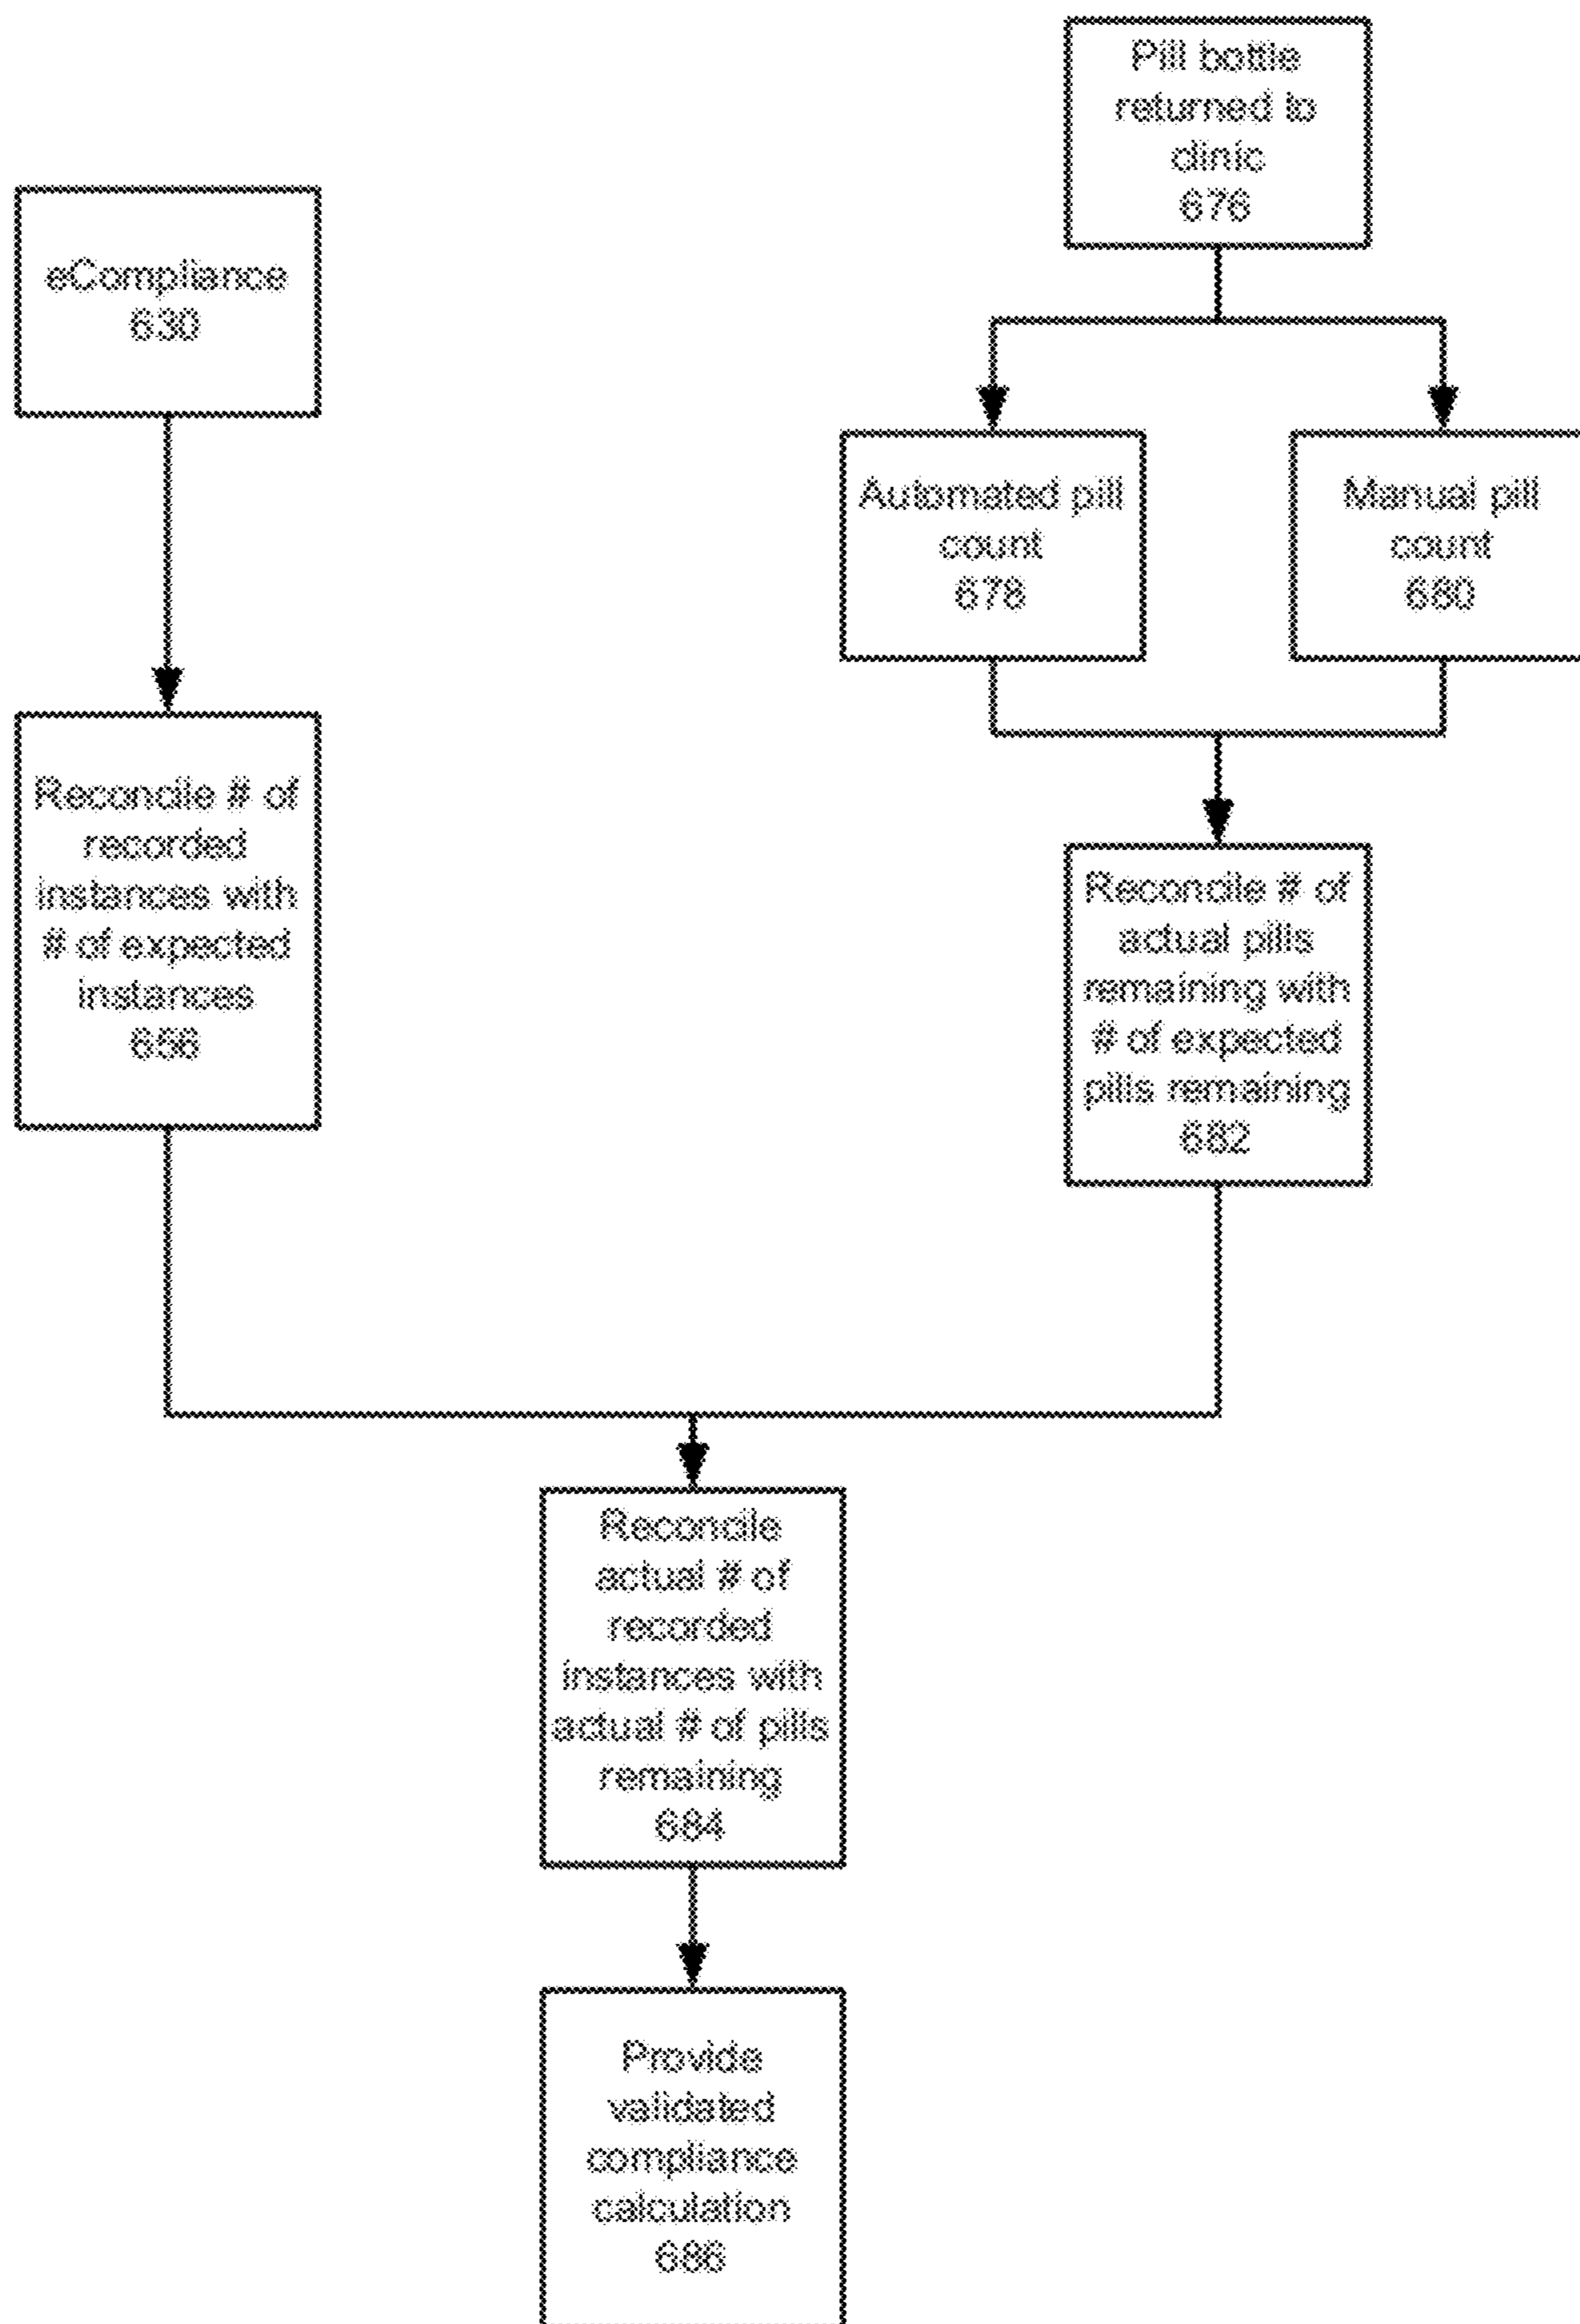 Pill bottle
returned to
clinic
676
eCompliance
630
Automated pill
count
678
Manual pill
count
680
Reconcile # of
recorded
instances with
# of expected
instances
656
Reconcile # of
actual pills
remaining with
# of expected
pills remaining
682
Reconcile
actual # of
recorded
instances with
actual # of pills
remaining
684
Provide
validated
compliance
calculation
686